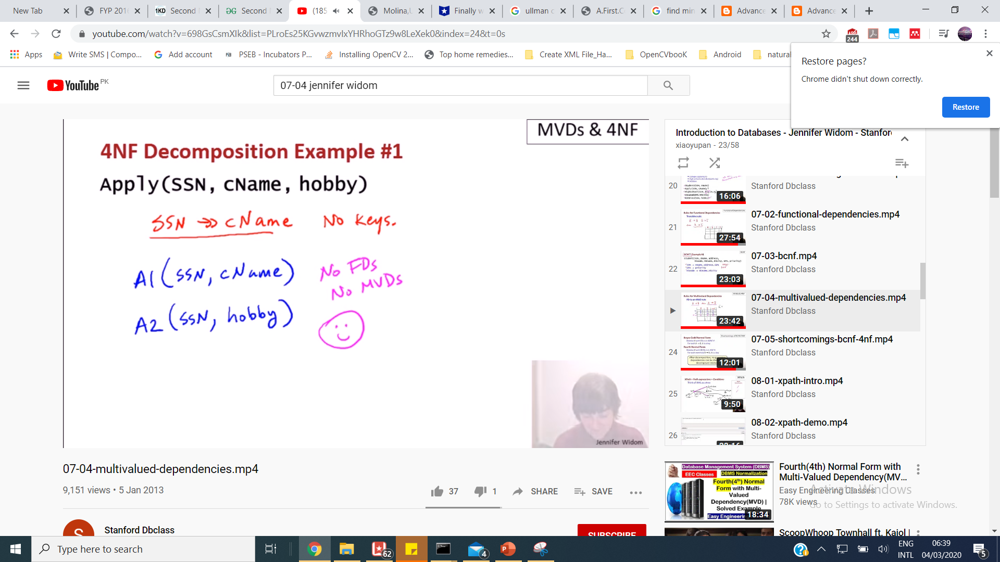 New Tab
FYP 201
1KD Second
Second
(185
Molina,
Finally w
ullman c
A.First.C
find min
Advance
Advance
youtube.com/watch?v=698GsCsmXIk&list=PLroEs25KGvwzmvIxYHRhoGTz9w8LeXek0&index=24&t=0s
244
Apps
Write SMS | Compo...
Add account
PSEB - Incubators P...
Installing OpenCV 2...
Top home remedies...
Create XML File_Ha...
OpenCVbooK
Android
natural
Restore pages?
Chrome didn't shut down correctly.
Restore
YouTube PK
07-04 jennifer widom
MVDs & 4NF
4NF Decomposition Example #1
Apply(SSN, cName, hobby)
SSN ↠ cName No keys.
A1(SSN, cName) No FDs
No MVDs
A2(SSN, hobby)
Jennifer Widom
Introduction to Databases - Jennifer Widom - Stanfor
xiaoyupan - 23/58
20
16:06
Stanford Dbclass
21
27:54
07-02-functional-dependencies.mp4
Stanford Dbclass
22
23:03
07-03-bcnf.mp4
Stanford Dbclass
23:42
07-04-multivalued-dependencies.mp4
Stanford Dbclass
24
12:01
07-05-shortcomings-bcnf-4nf.mp4
Stanford Dbclass
25
9:50
08-01-xpath-intro.mp4
Stanford Dbclass
26
08-02-xpath-demo.mp4
Stanford Dbclass
07-04-multivalued-dependencies.mp4
9,151 views • 5 Jan 2013
37
1
SHARE
SAVE
Stanford Dbclass
SUBSCRIBE
Database Management System (DBMS)
EEC Classes DBMS Normalization
Fourth(4th) Normal
Form with Multi-
Valued
Dependency(MVD) |
Solved Example
Easy Engineering
18:34
Fourth(4th) Normal Form with
Multi-Valued Dependency(MV...
Easy Engineering Classes
78K views
Activate Windows
Go to Settings to activate Windows.
ScoopWhoop Townhall ft. Kajol |
Type here to search
62
4
ENG
INTL
06:39
04/03/2020
5